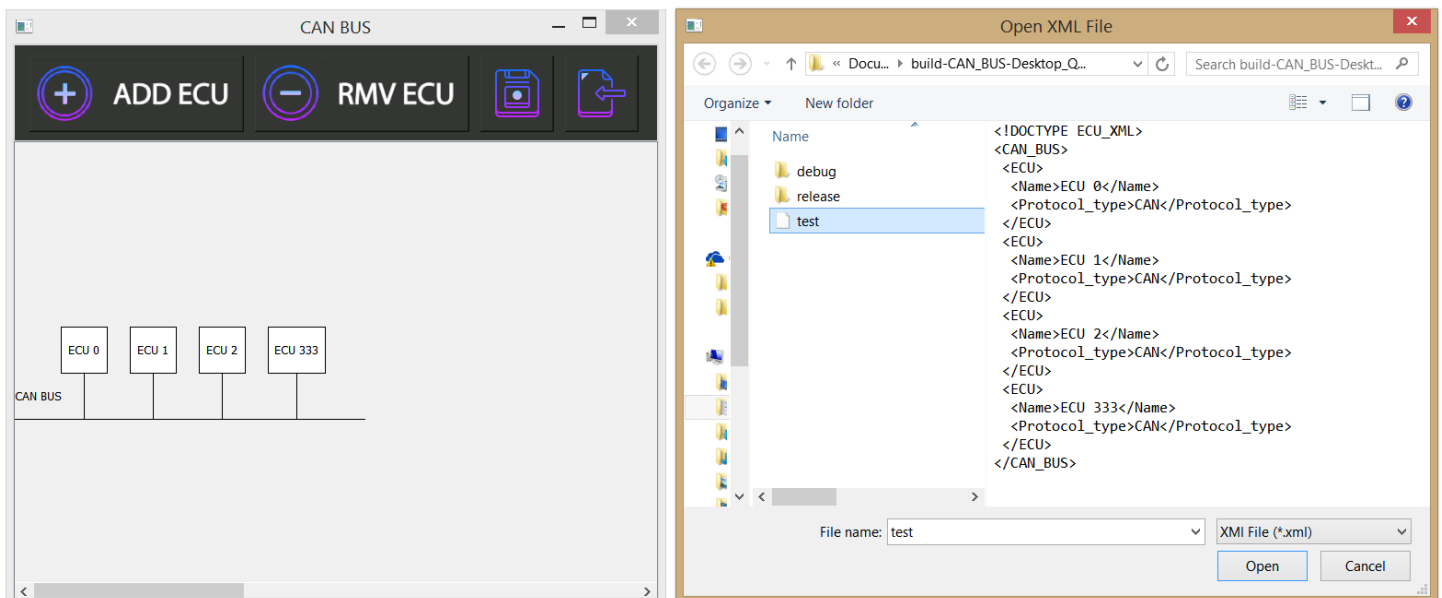 CAN BUS
ADD ECU
RMV ECU
ECU 0
ECU 1
ECU 2
ECU 333
CAN BUS
Open XML File
« Docu... build-CAN_BUS-Desktop_Q...
Search build-CAN_BUS-Deskt...
Organize
New folder
Name
debug
release
test
<!DOCTYPE ECU_XML>
<CAN_BUS>
<ECU>
<Name>ECU 0</Name>
<Protocol_type>CAN</Protocol_type>
</ECU>
<ECU>
<Name>ECU 1</Name>
<Protocol_type>CAN</Protocol_type>
</ECU>
<ECU>
<Name>ECU 2</Name>
<Protocol_type>CAN</Protocol_type>
</ECU>
<ECU>
<Name>ECU 333</Name>
<Protocol_type>CAN</Protocol_type>
</ECU>
</CAN_BUS>
File name: test
XMl File (*.xml)
Open
Cancel